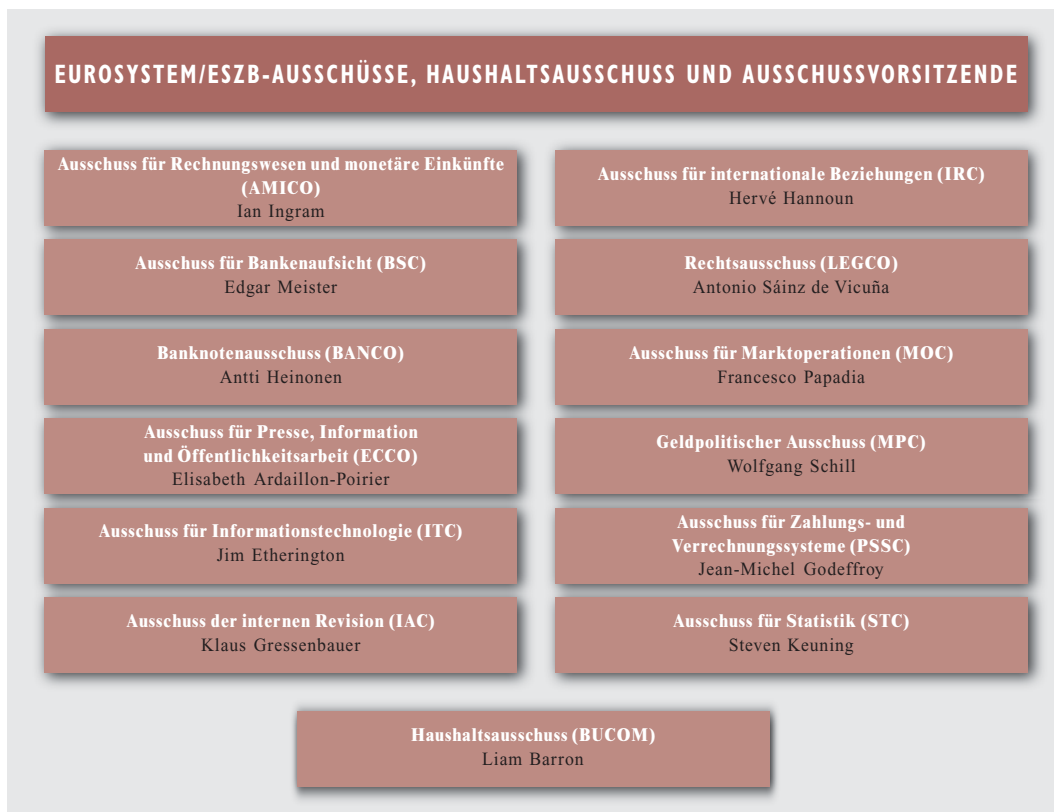 EUROSYSTEM/ESZB-AUSSCHÜSSE, HAUSHALTSAUSSCHUSS UND AUSSCHUSSVORSITZENDE
Ausschuss für Rechnungswesen und monetäre Einkünfte
(AMICO)
Ian Ingram
Ausschuss für Bankenaufsicht (BSC)
Edgar Meister
Banknotenausschuss (BANCO)
Antti Heinonen
Ausschuss für Presse, Information
und Öffentlichkeitsarbeit (ECCO)
Elisabeth Ardaillon-Poirier
Ausschuss für Informationstechnologie (ITC)
Jim Etherington
Ausschuss der internen Revision (IAC)
Klaus Gressenbauer
Ausschuss für internationale Beziehungen (IRC)
Hervé Hannoun
Rechtsausschuss (LEGCO)
Antonio Sáinz de Vicuña
Ausschuss für Marktoperationen (MOC)
Francesco Papadia
Geldpolitischer Ausschuss (MPC)
Wolfgang Schill
Ausschuss für Zahlungs- und
Verrechnungssysteme (PSSC)
Jean-Michel Godeffroy
Ausschuss für Statistik (STC)
Steven Keuning
Haushaltsausschuss (BUCOM)
Liam Barron